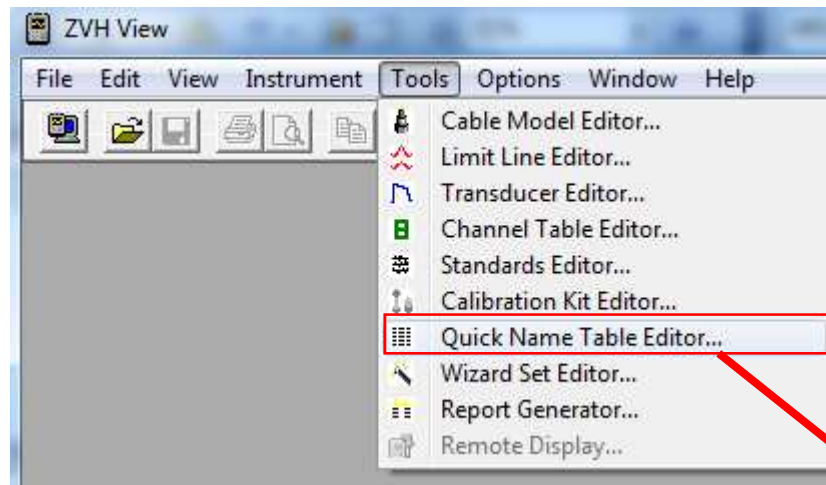 ZVH View
File Edit View Instrument Tools Options Window Help
Cable Model Editor...
Limit Line Editor...
Transducer Editor...
Channel Table Editor...
Standards Editor...
Calibration Kit Editor...
Quick Name Table Editor...
Wizard Set Editor...
Report Generator...
Remote Display...